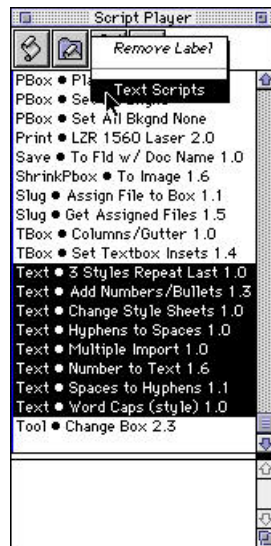 Script Player
Remove Label
Text Scripts
PBox • Pla
PBox • Set
PBox • Set All Bkgnd None
Print • LZR 1560 Laser 2.0
Save • To Fld w/ Doc Name 1.0
ShrinkPbox • To Image 1.6
Slug • Assign File to Box 1.1
Slug • Get Assigned Files 1.5
TBox • Columns/Gutter 1.0
TBox • Set Textbox Insets 1.4
Text • 3 Styles Repeat Last 1.0
Text • Add Numbers/Bullets 1.3
Text • Change Style Sheets 1.0
Text • Hyphens to Spaces 1.0
Text • Multiple Import 1.0
Text • Number to Text 1.6
Text • Spaces to Hyphens 1.1
Text • Word Caps (style) 1.0
Tool • Change Box 2.3